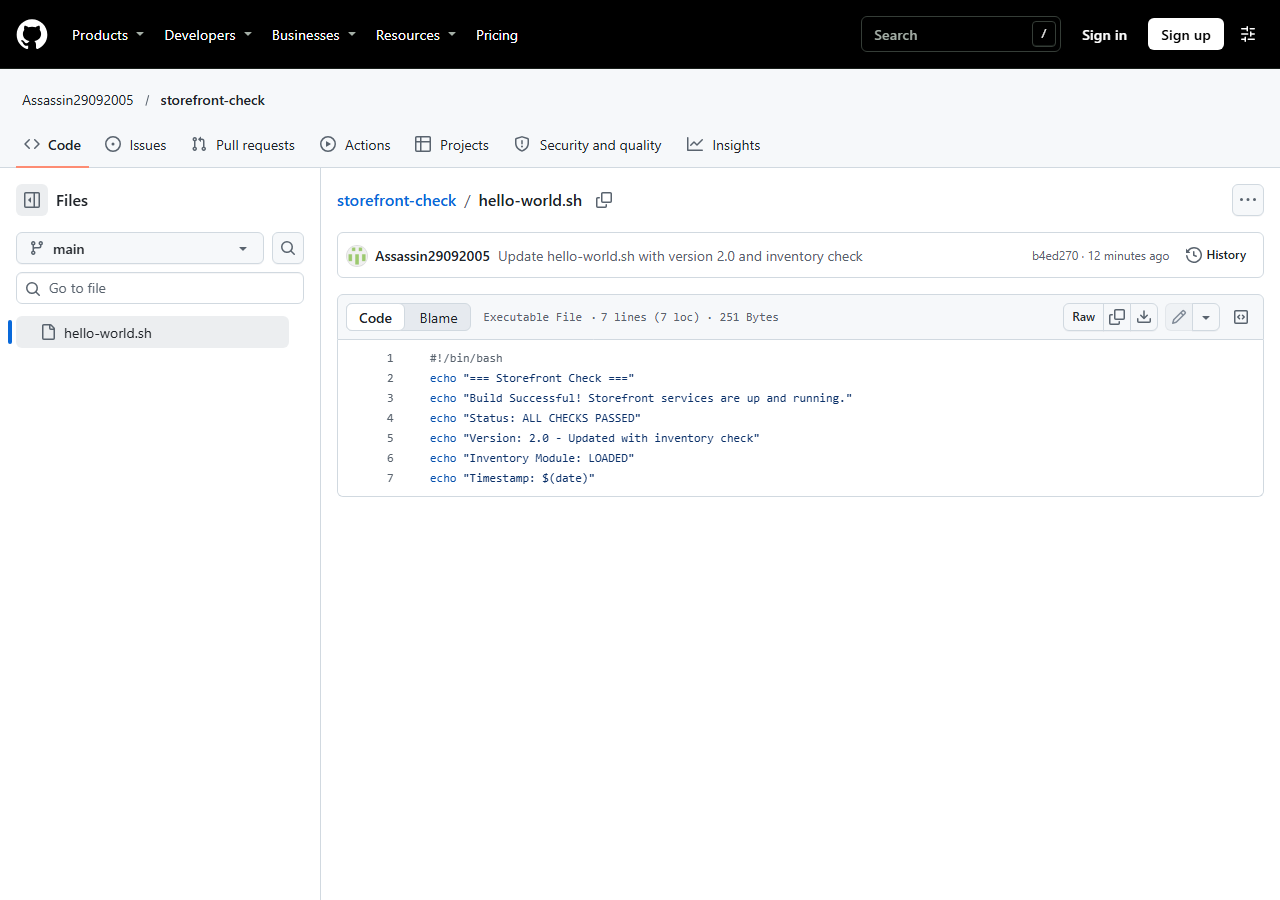 Products Developers Businesses Resources Pricing Search / Sign in Sign up
Assassin29092005 / storefront-check
Code Issues Pull requests Actions Projects Security and quality Insights
Files
main
Go to file
hello-world.sh
storefront-check / hello-world.sh
Assassin29092005 Update hello-world.sh with version 2.0 and inventory check b4ed270 · 12 minutes ago History
Code Blame Executable File · 7 lines (7 loc) · 251 Bytes Raw
1 #!/bin/bash
2 echo "=== Storefront Check ==="
3 echo "Build Successful! Storefront services are up and running."
4 echo "Status: ALL CHECKS PASSED"
5 echo "Version: 2.0 - Updated with inventory check"
6 echo "Inventory Module: LOADED"
7 echo "Timestamp: $(date)"